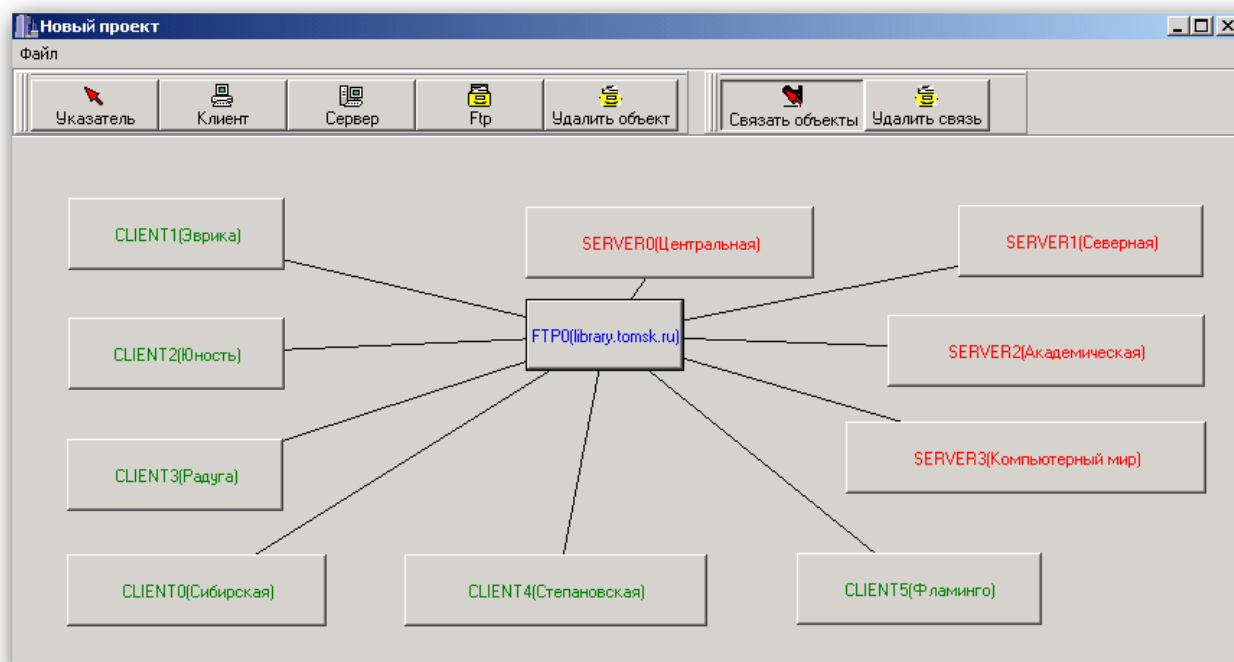 Новый проект
Файл
Указатель
Клиент
Сервер
Ftp
Удалить объект
Связать объекты
Удалить связь
CLIENT1(Эврика)
SERVER0(Центральная)
SERVER1(Северная)
FTP0(library.tomsk.ru)
CLIENT2(Юность)
SERVER2(Академическая)
SERVER3(Компьютерный мир)
CLIENT3(Радуга)
CLIENT0(Сибирская)
CLIENT4(Степановская)
CLIENT5(Фламинго)